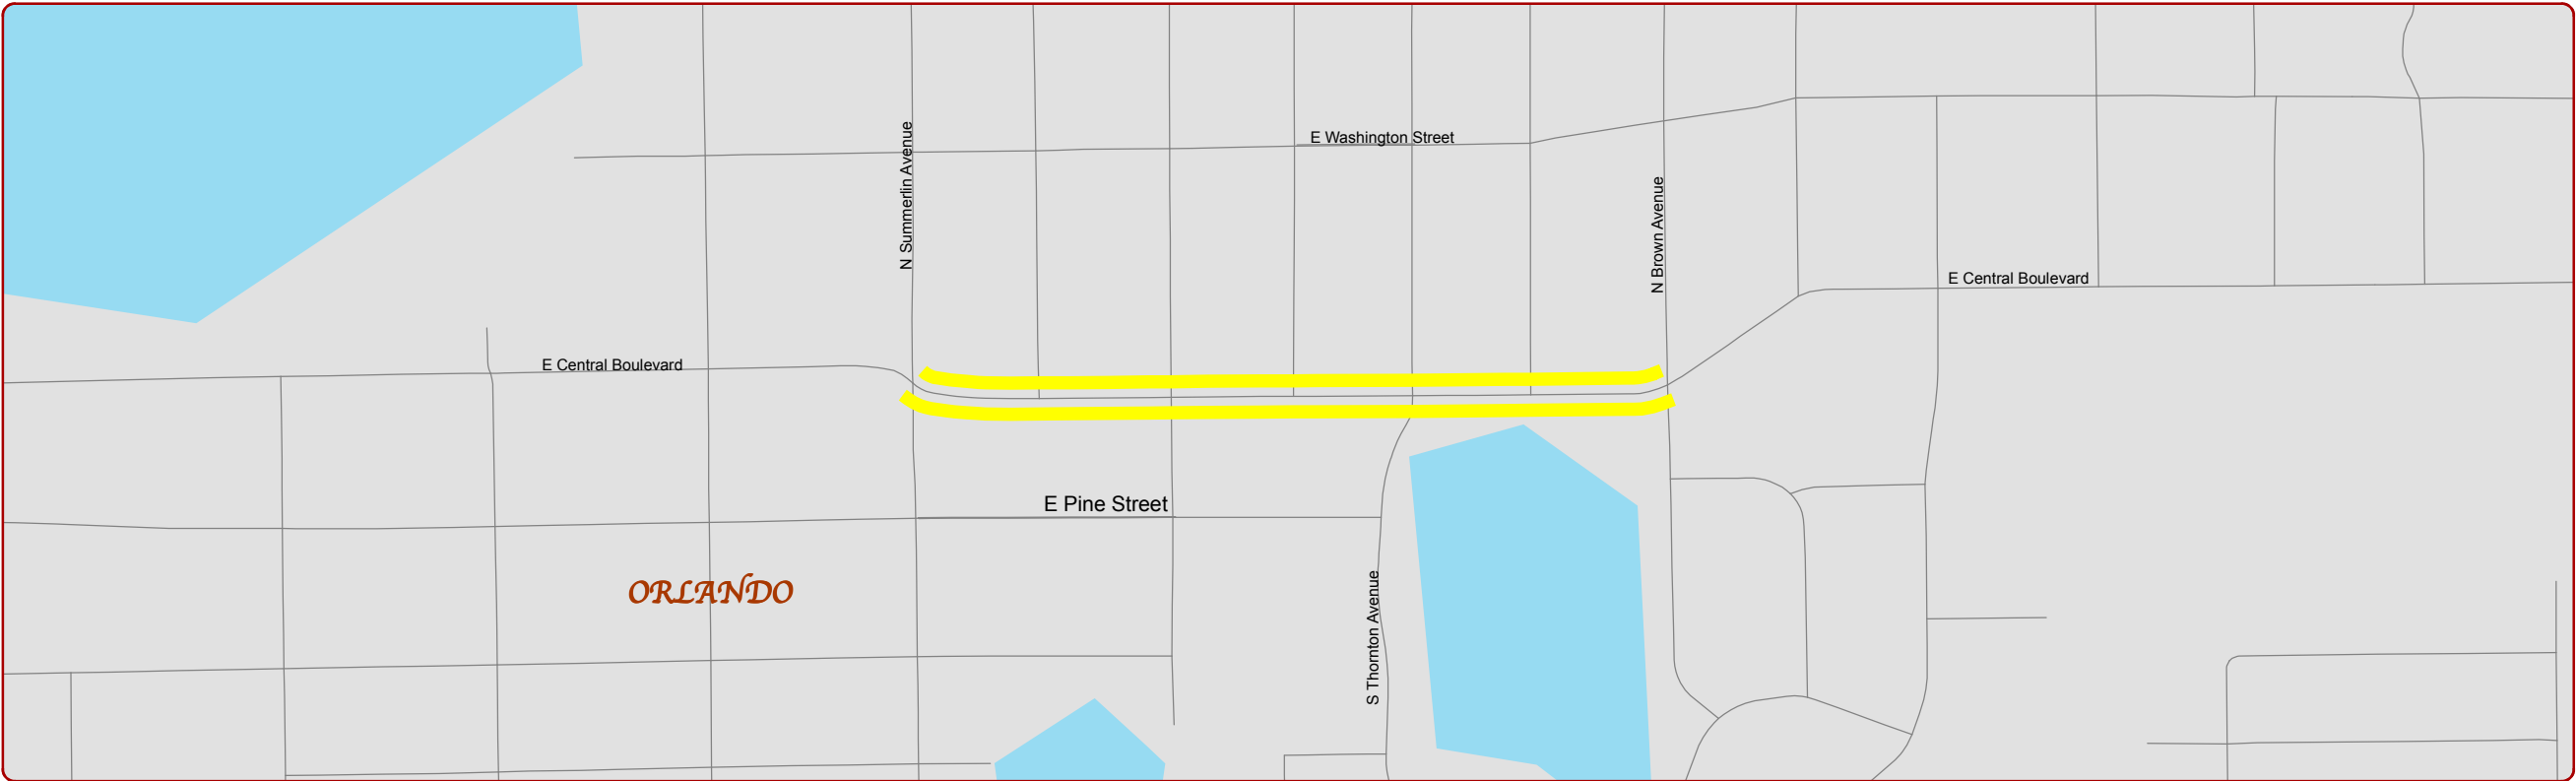 E Washington Street
N Summerlin Avenue
N Brown Avenue
E Central Boulevard
E Central Boulevard
E Pine Street
ORLANDO
S Thornton Avenue